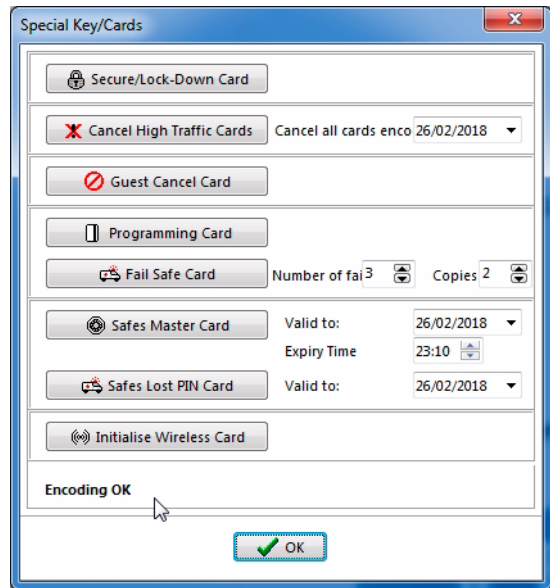 Special Key/Cards
Secure/Lock-Down Card
Cancel High Traffic Cards Cancel all cards enco 26/02/2018
Guest Cancel Card
Programming Card
Fail Safe Card Number of fai 3 Copies 2
Safes Master Card Valid to: 26/02/2018
Expiry Time 23:10
Safes Lost PIN Card Valid to: 26/02/2018
Initialise Wireless Card
Encoding OK
OK